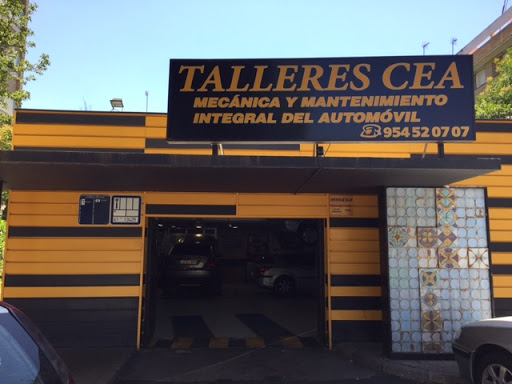 TALLERES CEA
MECÁNICA Y MANTENIMIENTO
INTEGRAL DEL AUTOMÓVIL
☎ 954 52 07 07